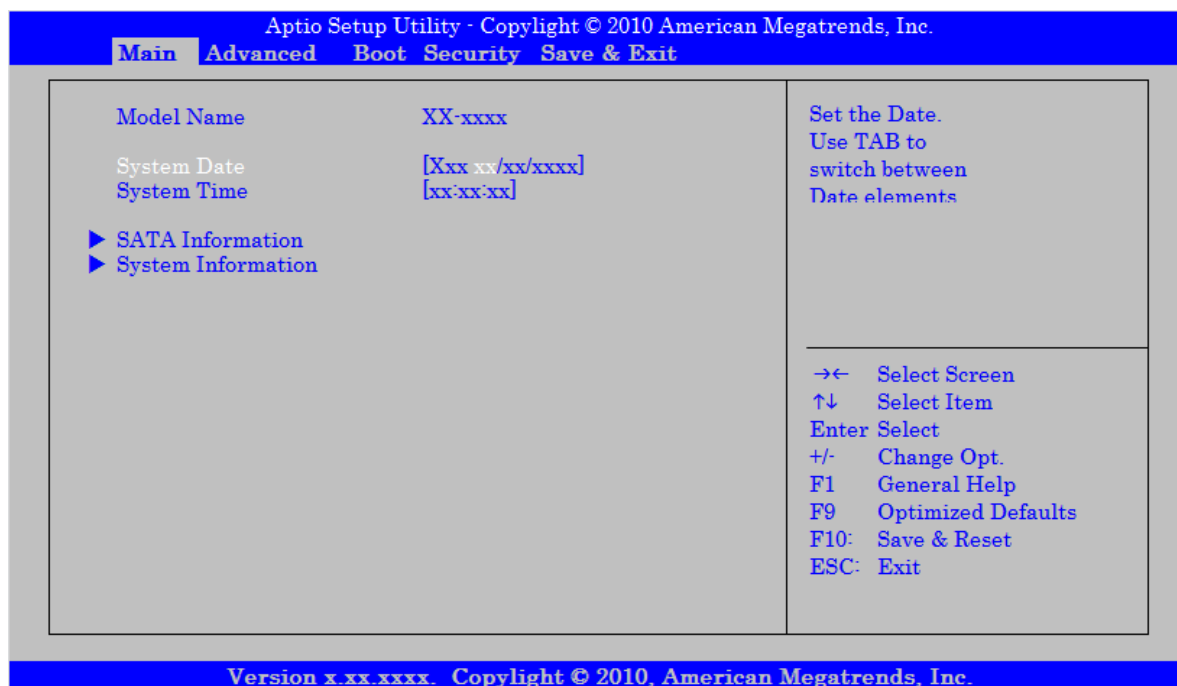 Aptio Setup Utility - Copylight © 2010 American Megatrends, Inc.
Main Advanced Boot Security Save & Exit
Model Name XX-xxxx
System Date [Xxx xx/xx/xxxx]
System Time [xx:xx:xx]
▶ SATA Information
▶ System Information
Set the Date.
Use TAB to
switch between
Date elements
→← Select Screen
↑↓ Select Item
Enter Select
+/- Change Opt.
F1 General Help
F9 Optimized Defaults
F10: Save & Reset
ESC: Exit
Version x.xx.xxxx. Copylight © 2010, American Megatrends, Inc.